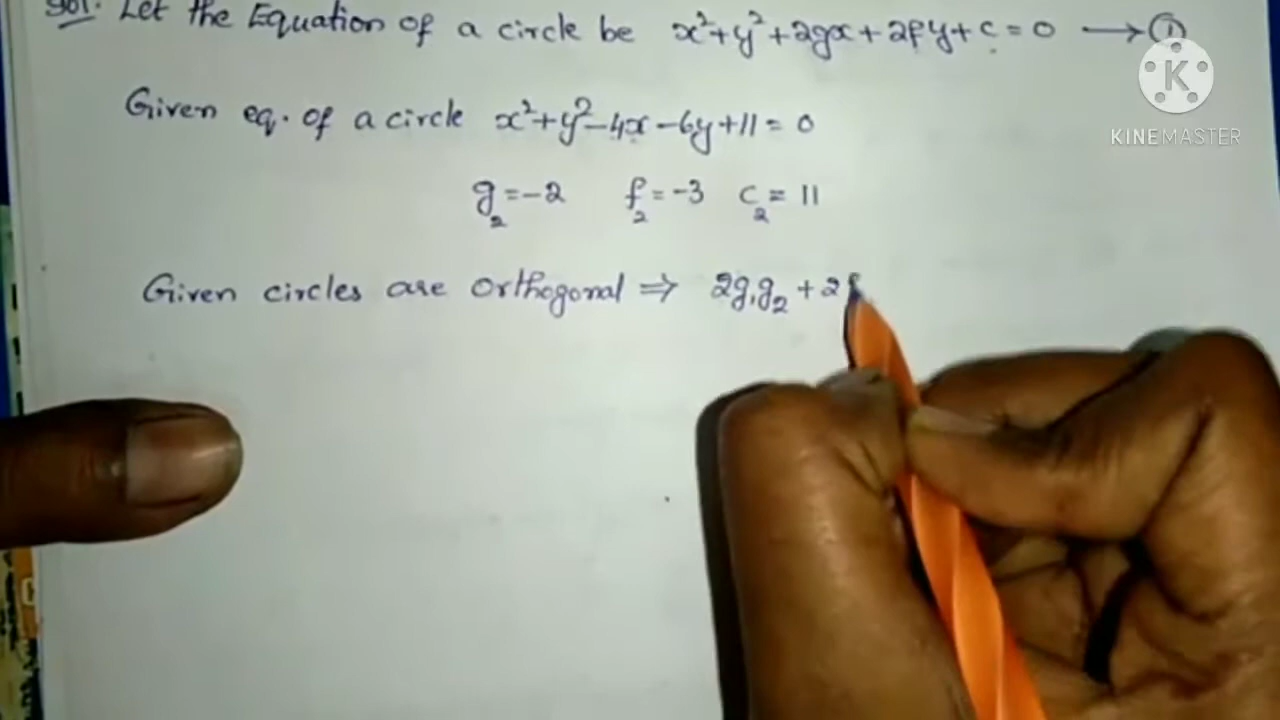 Sol. Let the Equation of a circle be x²+y²+2gx+2fy+c=0 → ①
K
KINEMASTER
Given eq. of a circle x²+y²-4x-6y+11=0
g₂=-2 f₂=-3 c₂=11
Given circles are orthogonal ⇒ 2g₁g₂+2f